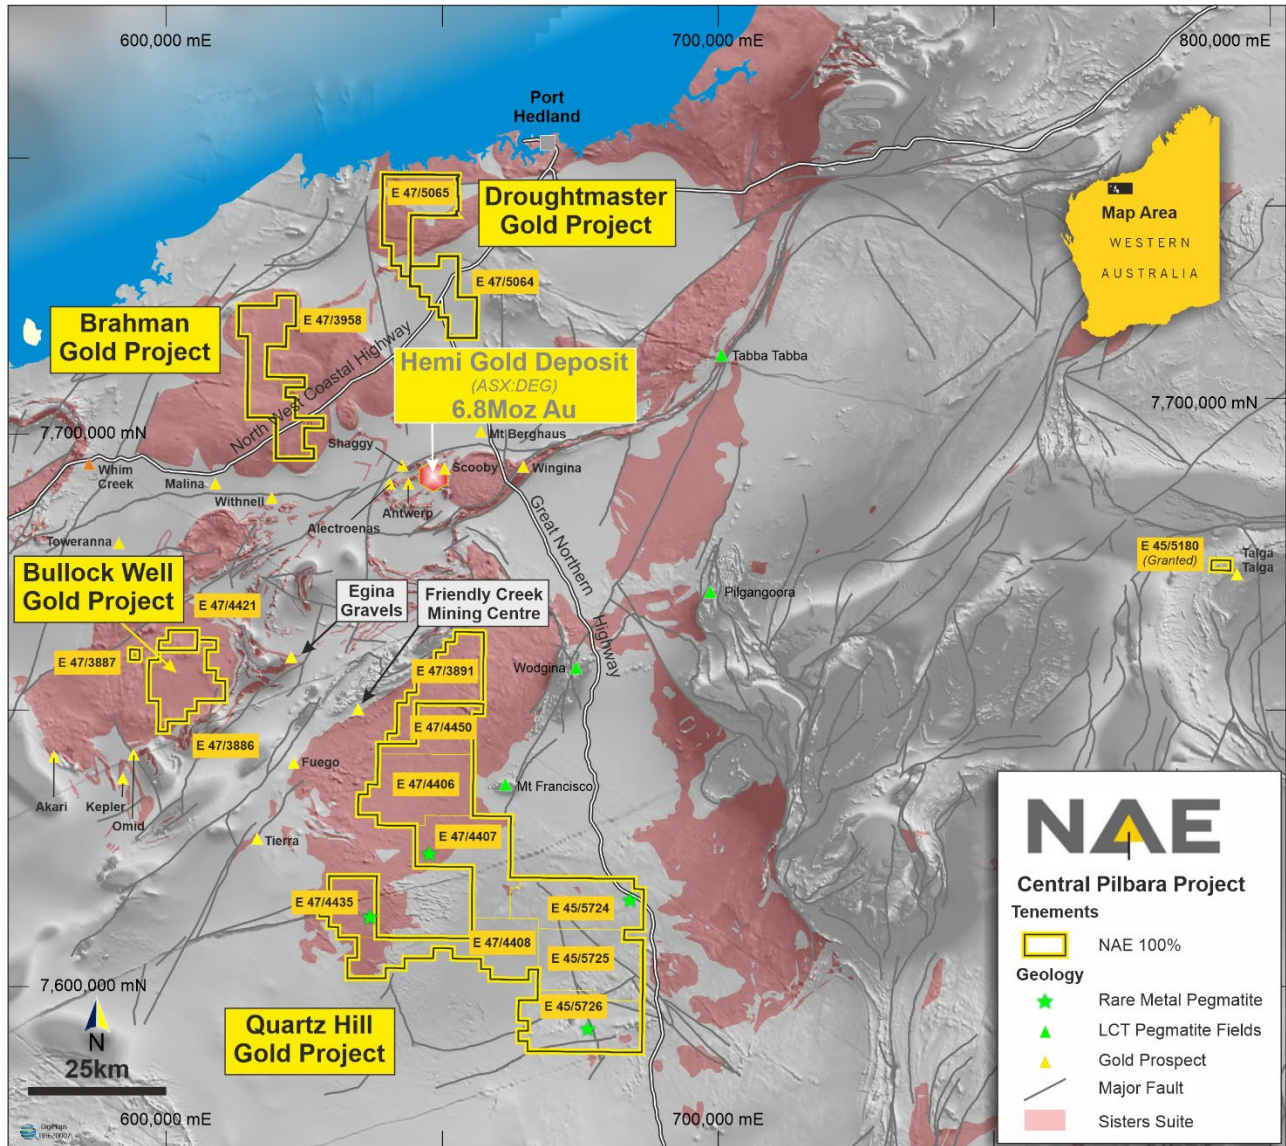 600,000 mE
700,000 mE
800,000 mE
Port
Hedland
E 47/5065
Droughtmaster
Gold Project
Map Area
WESTERN
AUSTRALIA
E 47/5064
Brahman
Gold Project
E 47/3958
North West Coastal Highway
Hemi Gold Deposit
(ASX:DEG)
6.8Moz Au
Tabba Tabba
7,700,000 mN
7,700,000 mN
Mt Berghaus
Shaggy
Scooby
Wingina
Whim
Creek
Malina
Withnell
Alectroenas
Antwerp
Great Northern Highway
Toweranna
E 45/5180
(Granted)
Talga
Talga
Bullock Well
Gold Project
Egina
Gravels
Friendly Creek
Mining Centre
Pilgangoora
E 47/4421
E 47/3887
E 47/3891
Wodgina
E 47/4450
E 47/3886
Fuego
E 47/4406
Mt Francisco
Akari
Kepler
Omid
Tierra
E 47/4407
E 47/4435
E 45/5724
E 47/4408
E 45/5725
E 45/5726
7,600,000 mN
Quartz Hill
Gold Project
N
25km
600,000 mE
700,000 mE
DigiMaps
NAE20007
NAE
Central Pilbara Project
Tenements
NAE 100%
Geology
Rare Metal Pegmatite
LCT Pegmatite Fields
Gold Prospect
Major Fault
Sisters Suite